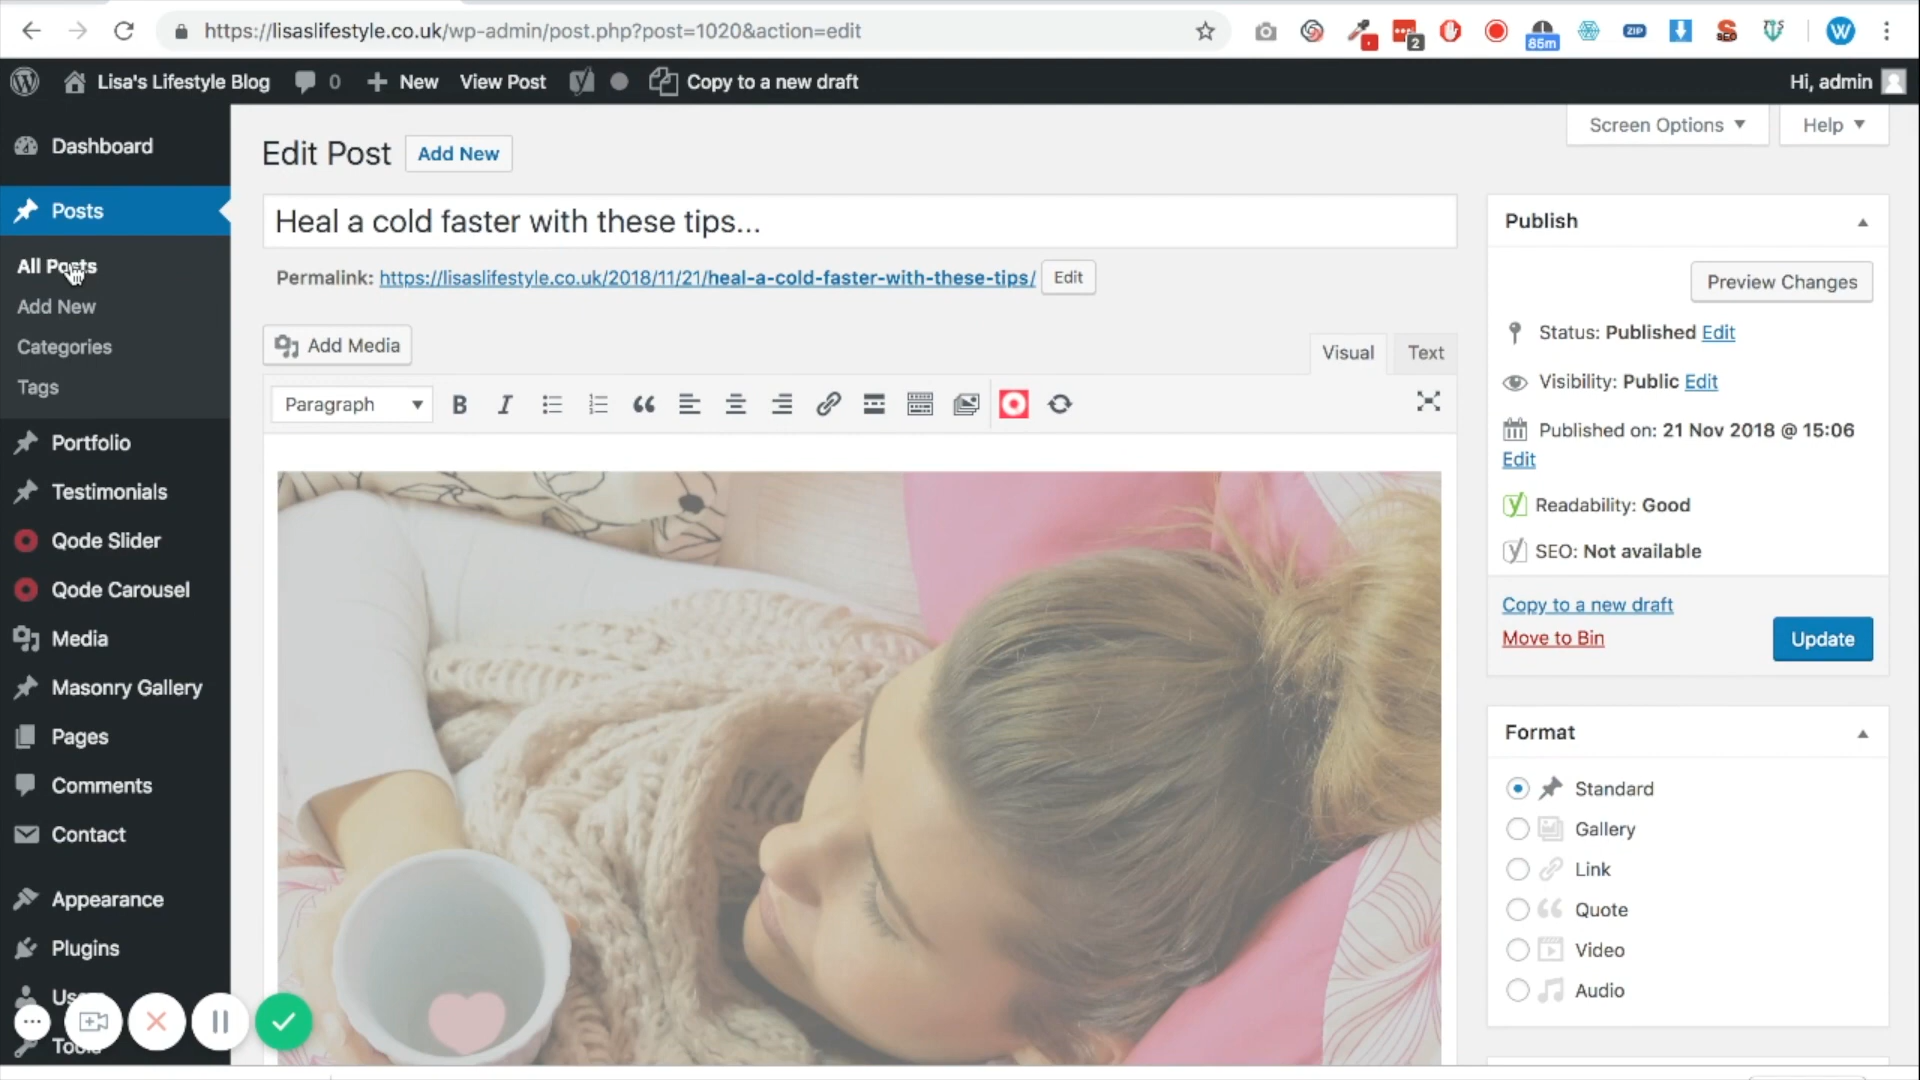 https://lisaslifestyle.co.uk/wp-admin/post.php?post=1020&action=edit
2
85m
ZIP
SEO
W
Lisa's Lifestyle Blog
0
New
View Post
Copy to a new draft
Hi, admin
Screen Options
Help
Dashboard
Posts
All Posts
Add New
Categories
Tags
Portfolio
Testimonials
Qode Slider
Qode Carousel
Media
Masonry Gallery
Pages
Comments
Contact
Appearance
Plugins
Edit Post
Add New
Heal a cold faster with these tips...
Permalink: https://lisaslifestyle.co.uk/2018/11/21/heal-a-cold-faster-with-these-tips/ Edit
Add Media
Visual
Text
Paragraph
B
I
Publish
Preview Changes
Status: Published Edit
Visibility: Public Edit
Published on: 21 Nov 2018 @ 15:06
Edit
Readability: Good
SEO: Not available
Copy to a new draft
Move to Bin
Update
Format
Standard
Gallery
Link
Quote
Video
Audio